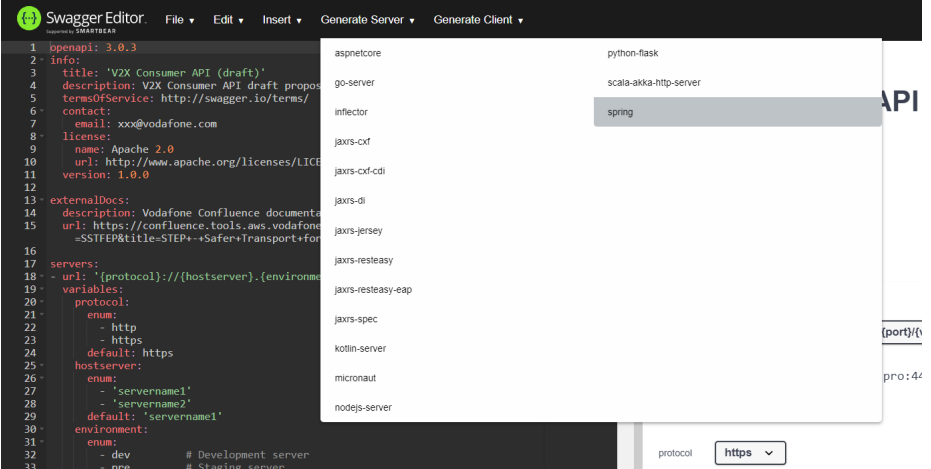 Swagger Editor.
Supported by SMARTBEAR
File ▾ Edit ▾ Insert ▾ Generate Server ▾ Generate Client ▾
1 openapi: 3.0.3
2 info:
3 title: 'V2X Consumer API (draft)'
4 description: V2X Consumer API draft propos
5 termsOfService: http://swagger.io/terms/
6 contact:
7 email: xxx@vodafone.com
8 license:
9 name: Apache 2.0
10 url: http://www.apache.org/licenses/LICE
11 version: 1.0.0
12
13 externalDocs:
14 description: Vodafone Confluence documenta
15 url: https://confluence.tools.aws.vodafone
=SSTFEP&title=STEP+-+Safer+Transport+for
16
17 servers:
18 - url: '{protocol}://{hostserver}.{environme
19 variables:
20 protocol:
21 enum:
22 - http
23 - https
24 default: https
25 hostserver:
26 enum:
27 - 'servername1'
28 - 'servername2'
29 default: 'servername1'
30 environment:
31 enum:
32 - dev # Development server
33 - pre # Staging server
aspnetcore
go-server
inflector
jaxrs-cxf
jaxrs-cxf-cdi
jaxrs-di
jaxrs-jersey
jaxrs-resteasy
jaxrs-resteasy-eap
jaxrs-spec
kotlin-server
micronaut
nodejs-server
python-flask
scala-akka-http-server
spring
API
{port}/{v
pro:44
protocol
https